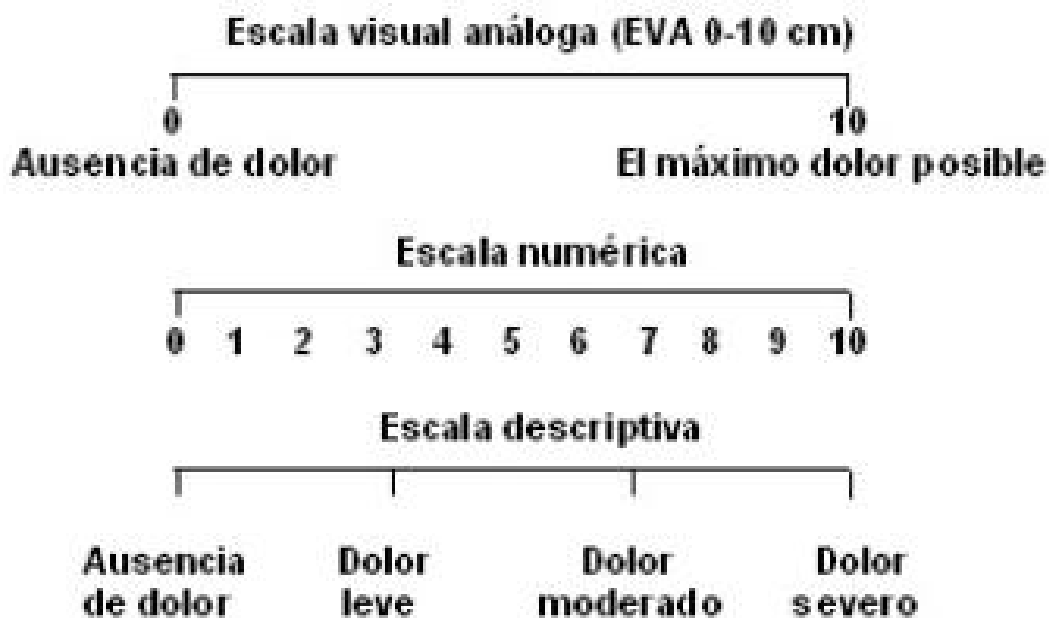 Escala visual análoga (EVA 0-10 cm)
0 10
Ausencia de dolor El máximo dolor posible
Escala numérica
0 1 2 3 4 5 6 7 8 9 10
Escala descriptiva
Ausencia Dolor Dolor Dolor
de dolor leve moderado severo